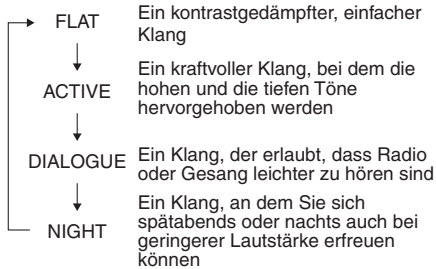 FLAT
Ein kontrastgedämpfter, einfacher
Klang
ACTIVE
Ein kraftvoller Klang, bei dem die
hohen und die tiefen Töne
hervorgehoben werden
DIALOGUE
Ein Klang, der erlaubt, dass Radio
oder Gesang leichter zu hören sind
NIGHT
Ein Klang, an dem Sie sich
spätabends oder nachts auch bei
geringerer Lautstärke erfreuen
können